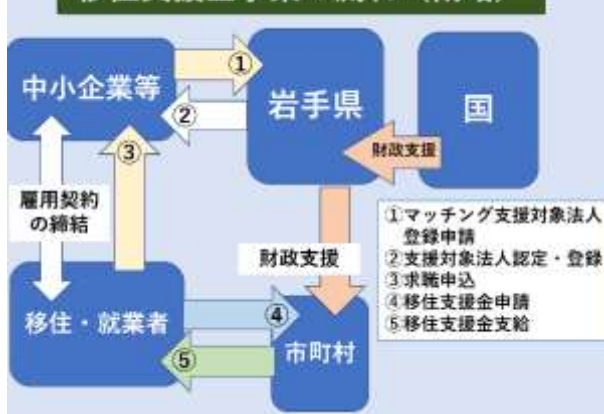 中小企業等
①
岩手県
国
②
③
財政支援
雇用契約
の締結
財政支援
①マッチング支援対象法人
登録申請
②支援対象法人認定・登録
③求職申込
④移住支援金申請
⑤移住支援金支給
移住・就業者
④
市町村
⑤